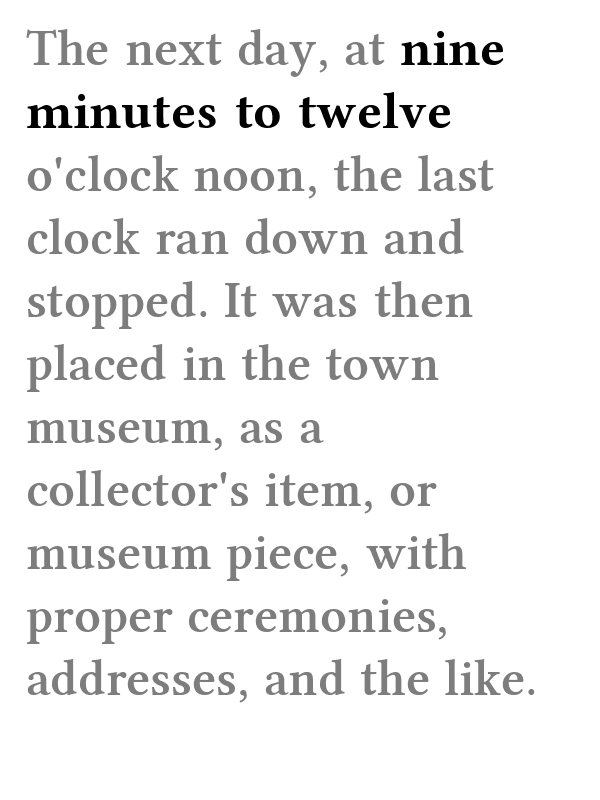 The next day, at nine
minutes to twelve
o'clock noon, the last
clock ran down and
stopped. It was then
placed in the town
museum, as a
collector's item, or
museum piece, with
proper ceremonies,
addresses, and the like.